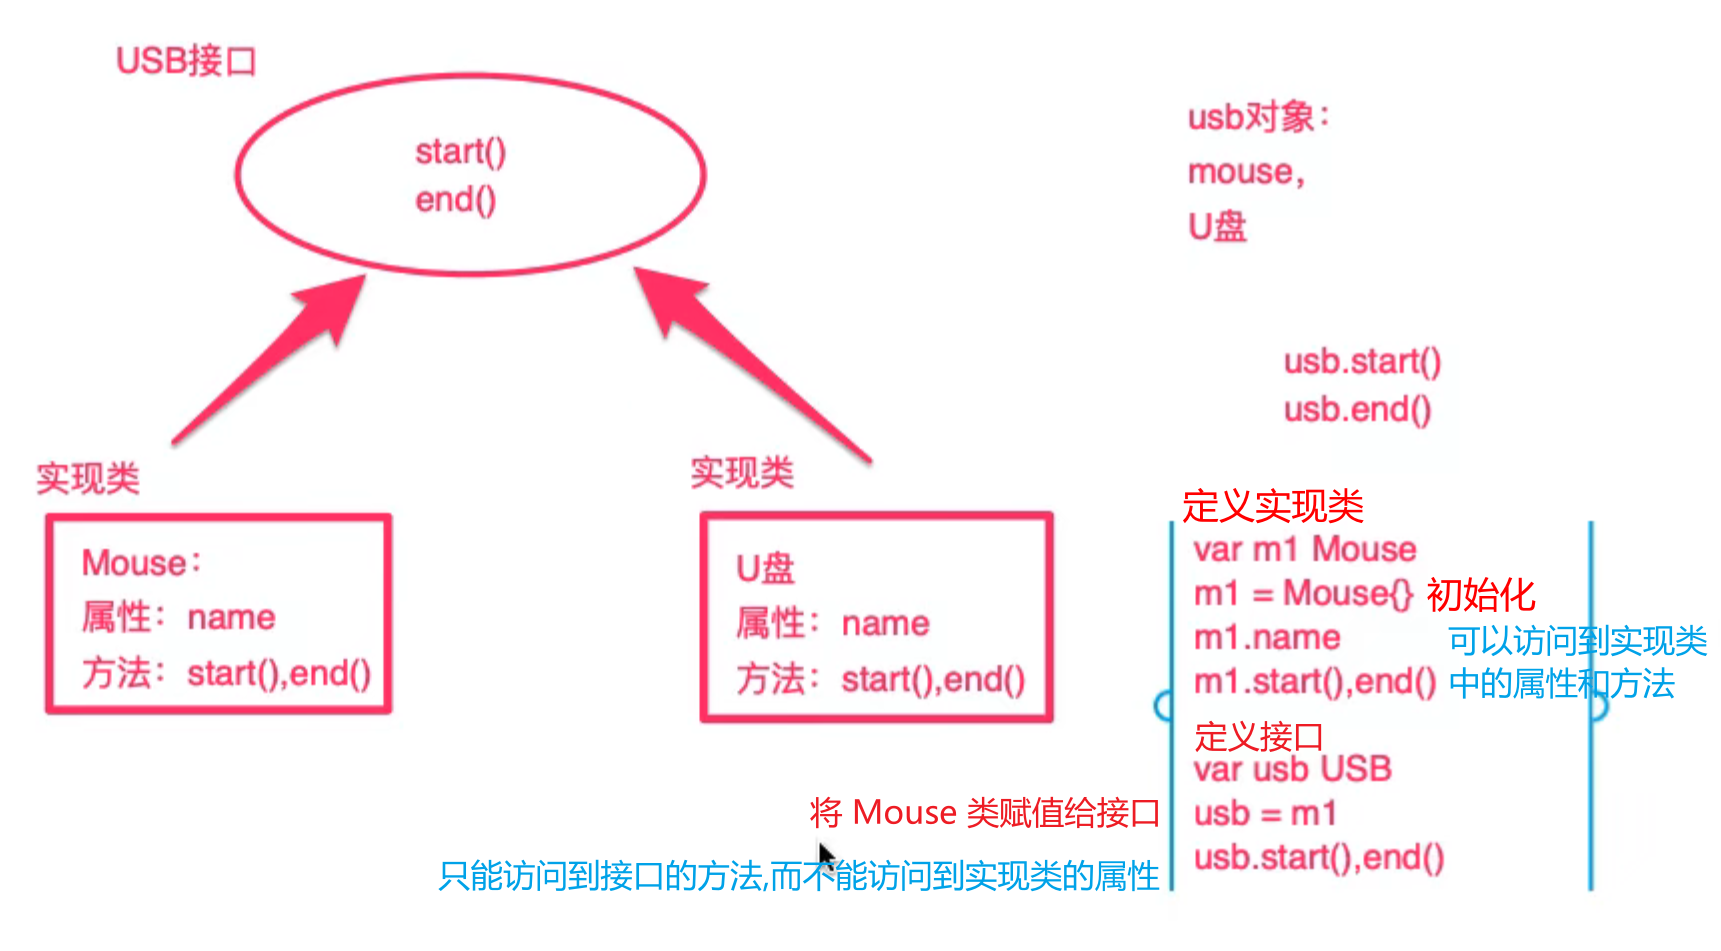 USB接口
start()
end()
实现类
Mouse：
属性：name
方法：start(),end()
实现类
U盘
属性：name
方法：start(),end()
usb对象：
mouse，
U盘
usb.start()
usb.end()
定义实现类
var m1 Mouse
m1 = Mouse{} 初始化
m1.name 可以访问到实现类
m1.start(),end() 中的属性和方法
定义接口
var usb USB
将 Mouse 类赋值给接口 usb = m1
usb.start(),end()
只能访问到接口的方法,而不能访问到实现类的属性